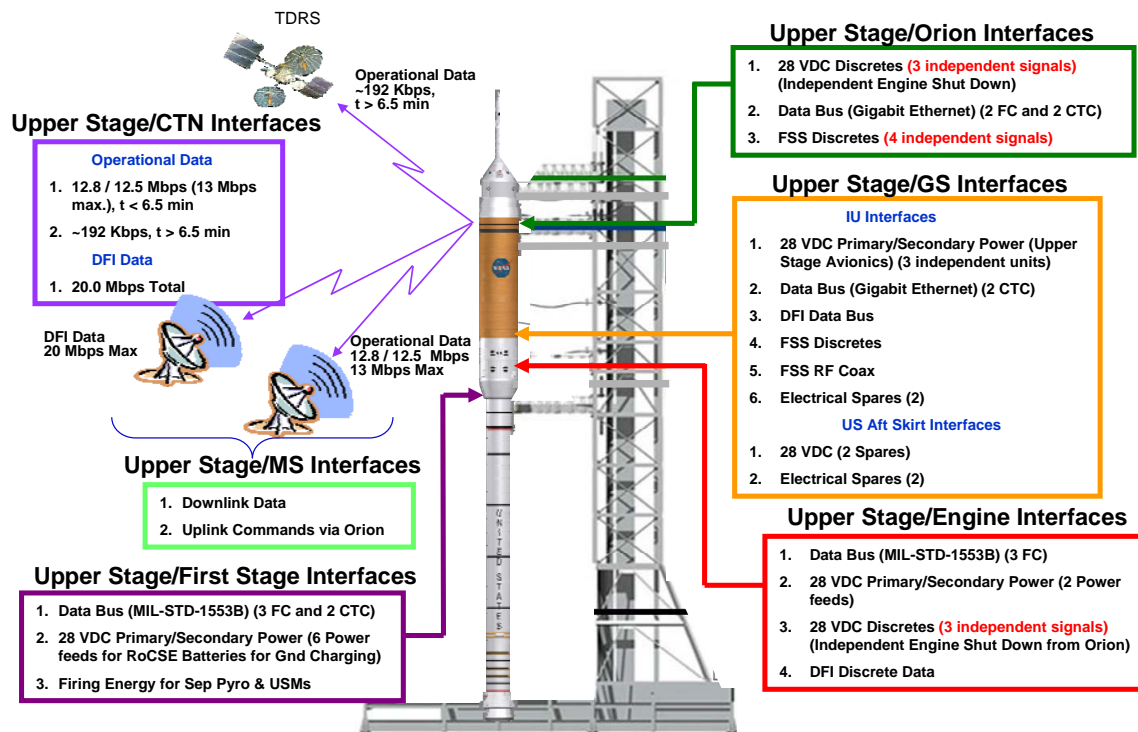 TDRS
Operational Data
~192 Kbps,
t > 6.5 min
Upper Stage/CTN Interfaces
Operational Data
1. 12.8 / 12.5 Mbps (13 Mbps
max.), t < 6.5 min
2. ~192 Kbps, t > 6.5 min
DFI Data
1. 20.0 Mbps Total
DFI Data
20 Mbps Max
Operational Data
12.8 / 12.5 Mbps
13 Mbps Max
Upper Stage/MS Interfaces
1. Downlink Data
2. Uplink Commands via Orion
Upper Stage/First Stage Interfaces
1. Data Bus (MIL-STD-1553B) (3 FC and 2 CTC)
2. 28 VDC Primary/Secondary Power (6 Power
feeds for RoCSE Batteries for Gnd Charging)
3. Firing Energy for Sep Pyro & USMs
NASA
UNITED STATES
Upper Stage/Orion Interfaces
1. 28 VDC Discretes (3 independent signals)
(Independent Engine Shut Down)
2. Data Bus (Gigabit Ethernet) (2 FC and 2 CTC)
3. FSS Discretes (4 independent signals)
Upper Stage/GS Interfaces
IU Interfaces
1. 28 VDC Primary/Secondary Power (Upper
Stage Avionics) (3 independent units)
2. Data Bus (Gigabit Ethernet) (2 CTC)
3. DFI Data Bus
4. FSS Discretes
5. FSS RF Coax
6. Electrical Spares (2)
US Aft Skirt Interfaces
1. 28 VDC (2 Spares)
2. Electrical Spares (2)
Upper Stage/Engine Interfaces
1. Data Bus (MIL-STD-1553B) (3 FC)
2. 28 VDC Primary/Secondary Power (2 Power
feeds)
3. 28 VDC Discretes (3 independent signals)
(Independent Engine Shut Down from Orion)
4. DFI Discrete Data
L